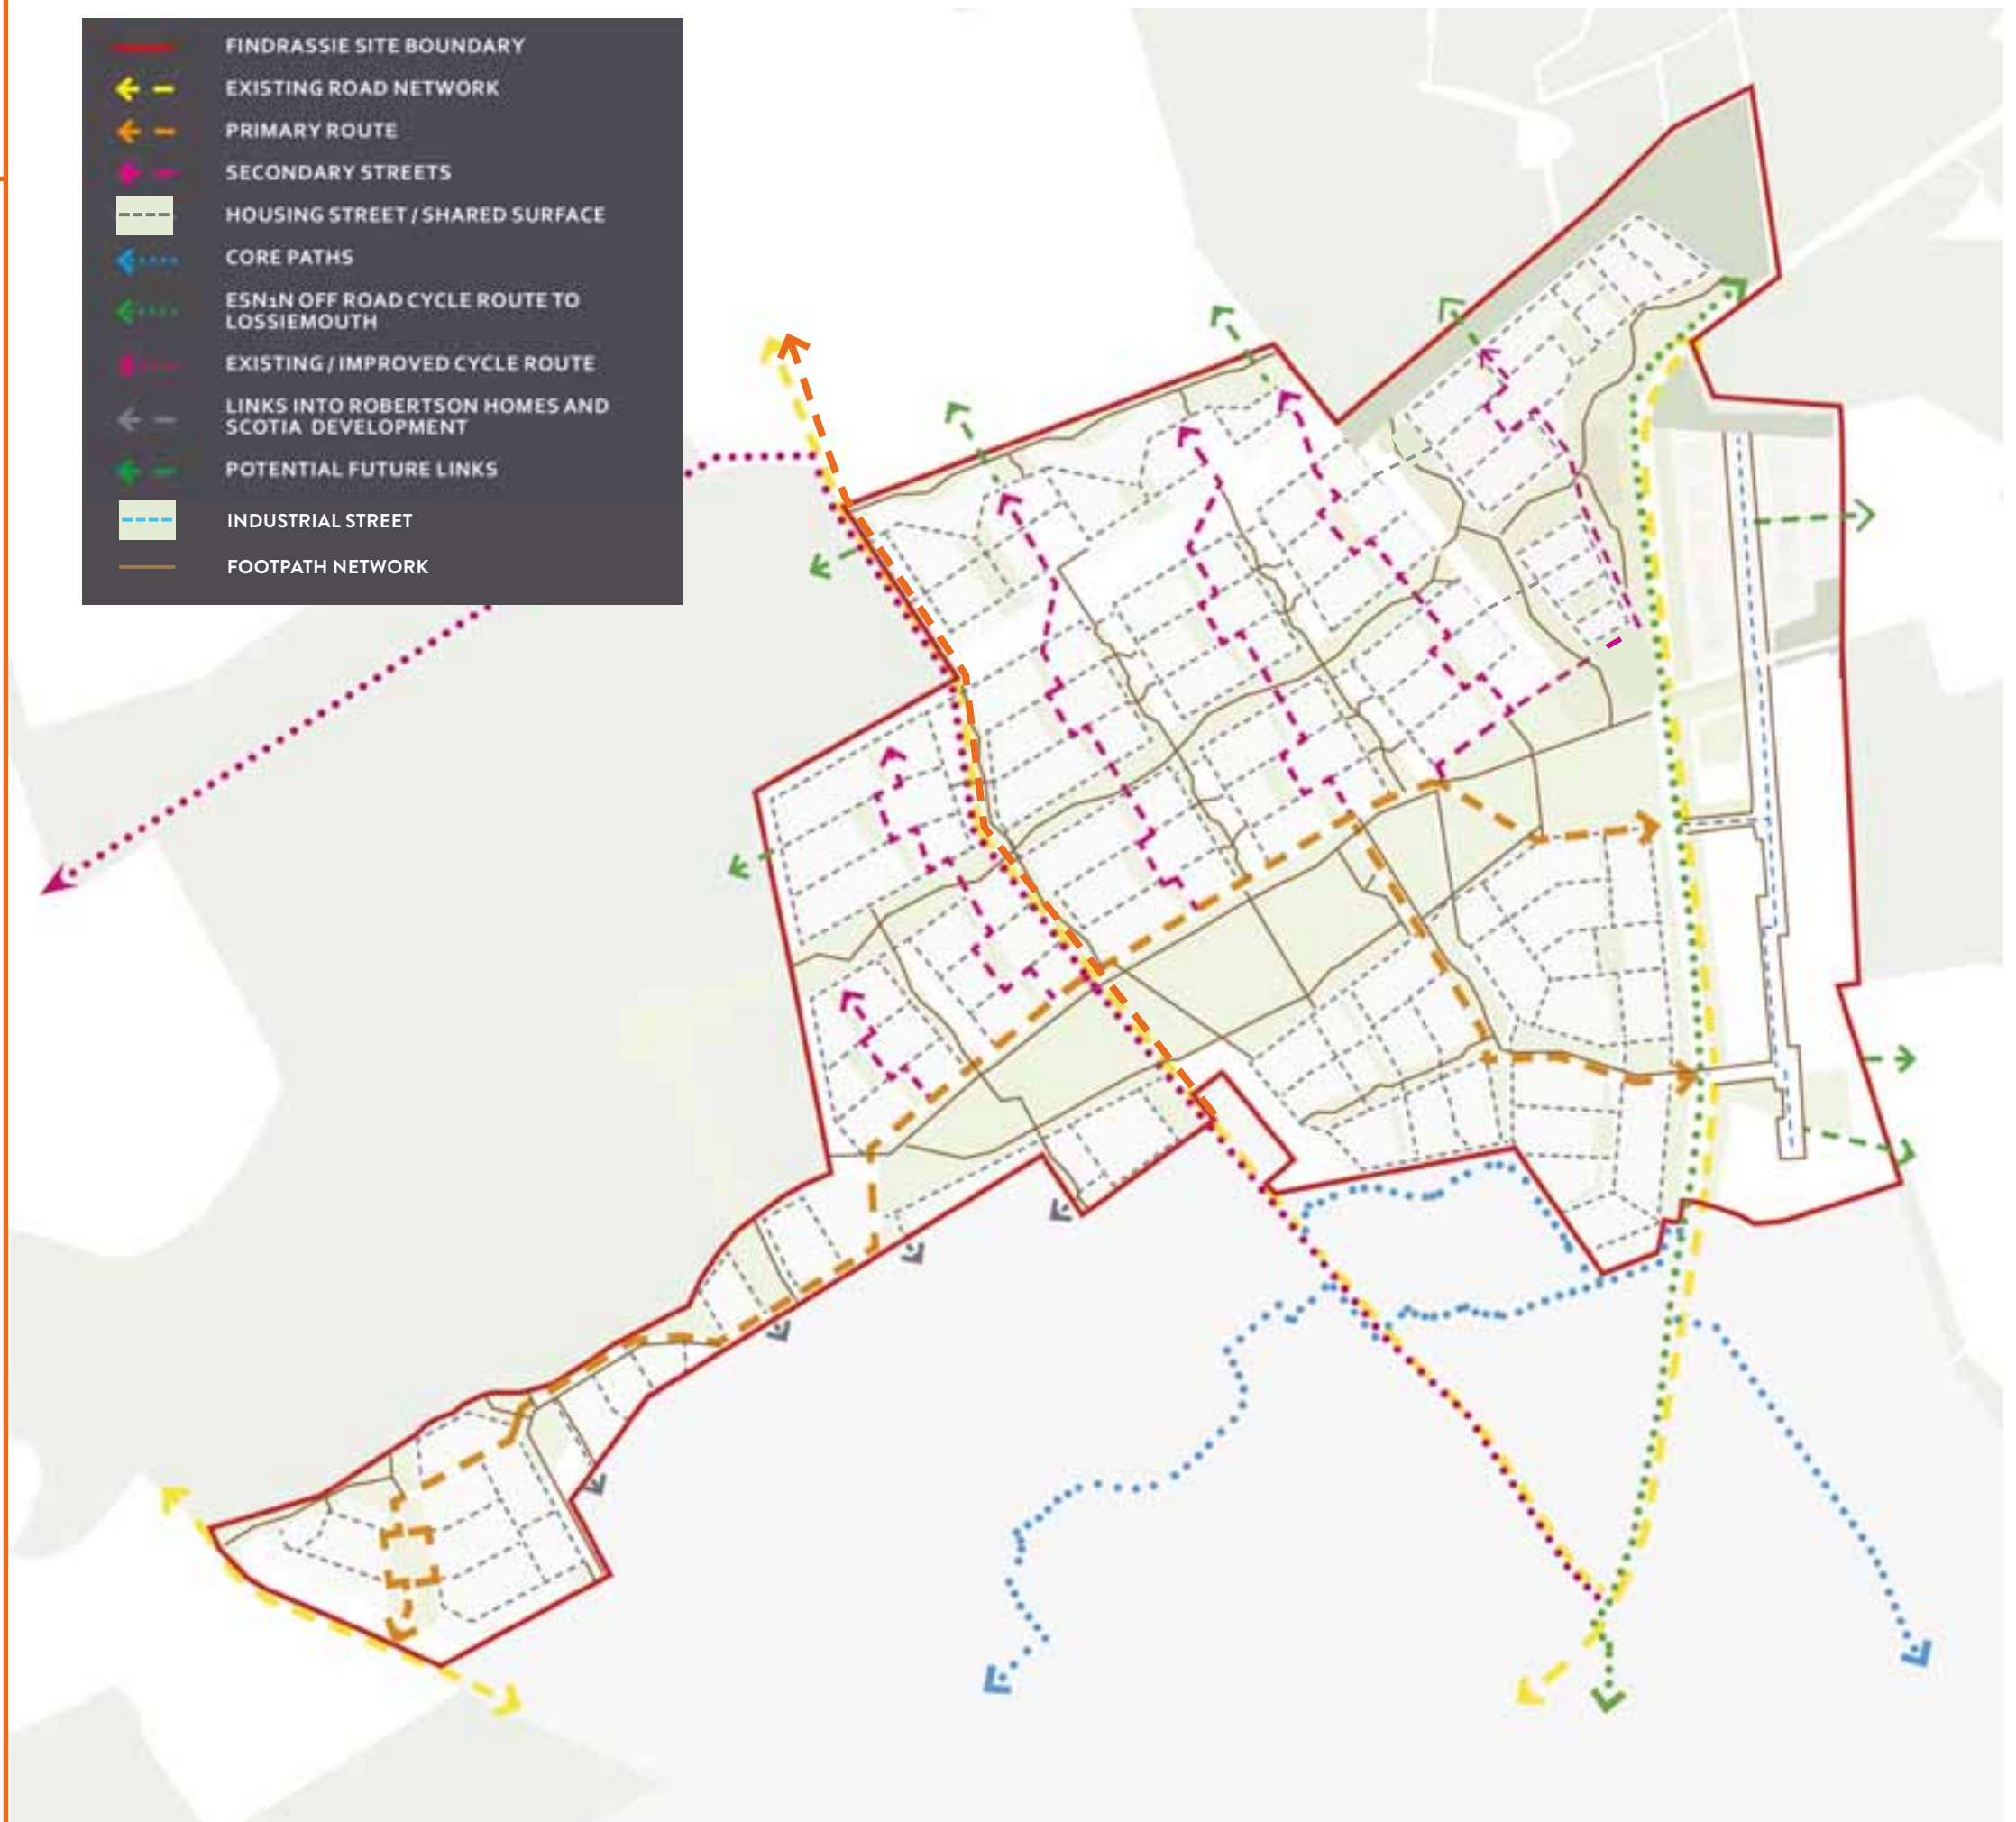 FINDRASSIE SITE BOUNDARY
EXISTING ROAD NETWORK
PRIMARY ROUTE
SECONDARY STREETS
HOUSING STREET / SHARED SURFACE
CORE PATHS
ESN1N OFF ROAD CYCLE ROUTE TO
LOSSIEMOUTH
EXISTING / IMPROVED CYCLE ROUTE
LINKS INTO ROBERTSON HOMES AND
SCOTIA DEVELOPMENT
POTENTIAL FUTURE LINKS
INDUSTRIAL STREET
FOOTPATH NETWORK